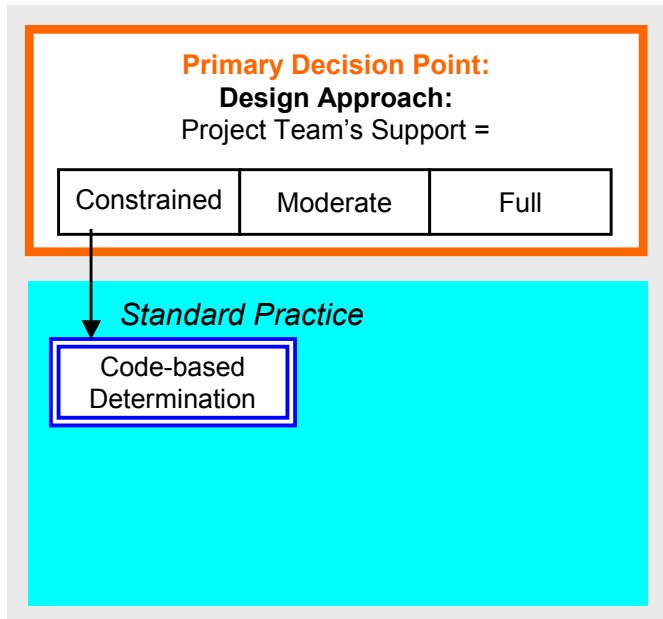 Primary Decision Point:
Design Approach:
Project Team's Support =
Constrained
Moderate
Full
Standard Practice
Code-based
Determination